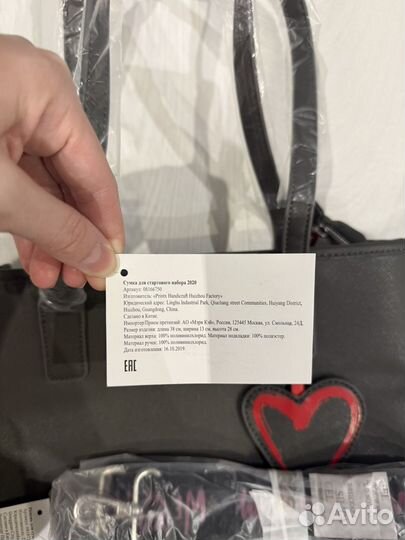 Сумка для стартового набора 2020
Артикул: 08166750
Изготовитель: «Prints Handicraft Huizhou Factory»
Юридический адрес: Linghu Industrial Park, Qiuchang street Communities, Huiyang District,
Huizhou, Guangdong, China.
Сделано в Китае.
Импортер/Прием претензий: АО «Мэри Кэй», Россия, 125445 Москва, ул. Смольная, 24Д.
Размер изделия: длина 38 см, ширина 13 см, высота 28 см.
Материал верха: 100% поливинилхлорид. Материал подкладки: 100% полиэстер.
Материал ручек: 100% поливинилхлорид.
Дата изготовления: 16.10.2019.
EAC
Avito